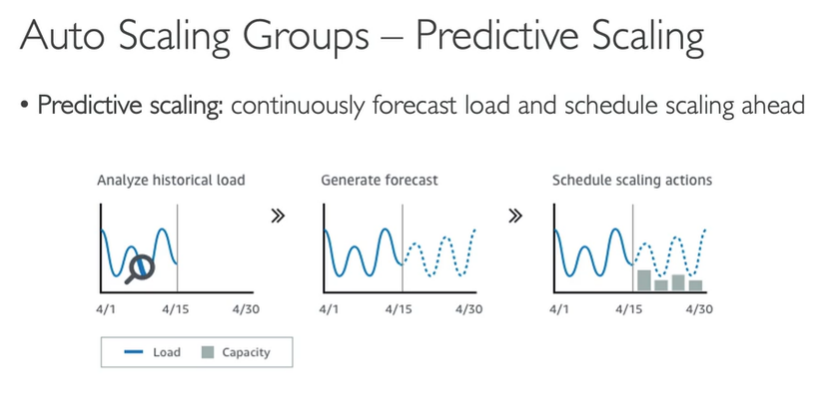 Auto Scaling Groups – Predictive Scaling
• Predictive scaling: continuously forecast load and schedule scaling ahead
Analyze historical load
Generate forecast
Schedule scaling actions
4/1 4/15 4/30
4/1 4/15 4/30
4/1 4/15 4/30
Load Capacity